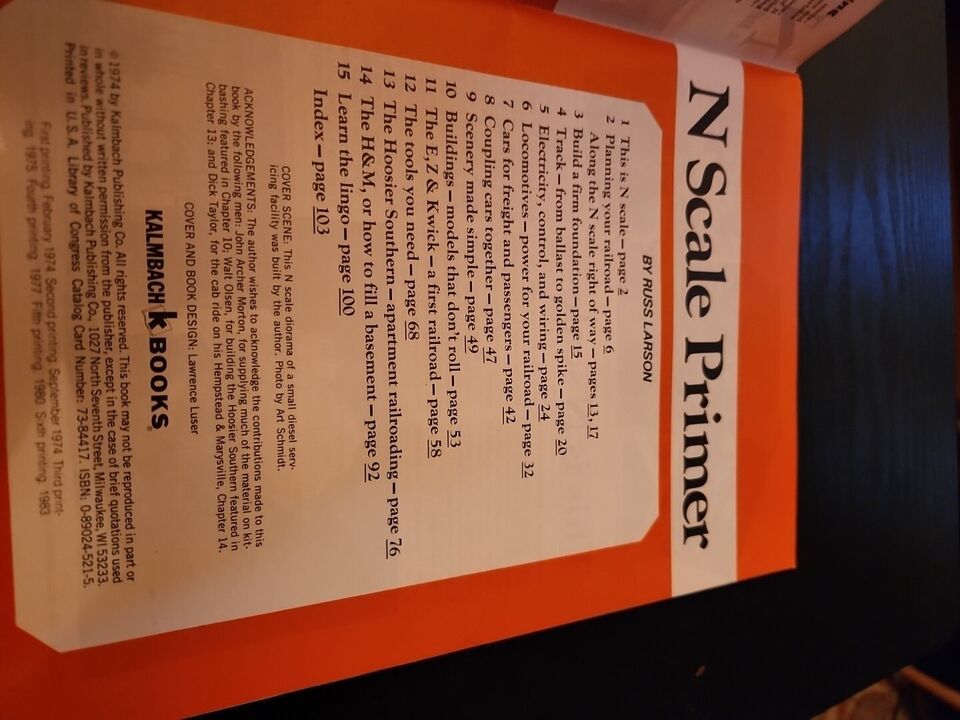 N Scale Primer
BY RUSS LARSON
1 This is N scale—page 2
2 Planning your railroad—page 6
Along the N scale right of way—pages 13, 17
3 Build a firm foundation—page 15
4 Track—from ballast to golden spike—page 20
5 Electricity, control, and wiring—page 24
6 Locomotives—power for your railroad—page 32
7 Cars for freight and passengers—page 42
8 Coupling cars together—page 47
9 Scenery made simple—page 49
10 Buildings—models that don't roll—page 53
11 The E,Z & Kwick—a first railroad—page 58
12 The tools you need—page 68
13 The Hoosier Southern—apartment railroading—page 76
14 The H&M, or how to fill a basement—page 92
15 Learn the lingo—page 100
Index—page 103
COVER SCENE: This N scale diorama of a small diesel serv-
icing facility was built by the author. Photo by Art Schmidt.
ACKNOWLEDGEMENTS: The author wishes to acknowledge the contributions made to this
book by the following men: John Archer Morton, for supplying much of the material on kit-
bashing featured in Chapter 10; Walt Olsen, for building the Hoosier Southern featured in
Chapter 13; and Dick Taylor, for the cab ride on his Hempstead & Marysville, Chapter 14.
COVER AND BOOK DESIGN: Lawrence Luser
KALMBACH k BOOKS
© 1974 by Kalmbach Publishing Co. All rights reserved. This book may not be reproduced in part or
in whole without written permission from the publisher, except in the case of brief quotations used
in reviews. Published by Kalmbach Publishing Co., 1027 North Seventh Street, Milwaukee, WI 53233.
Printed in U.S.A. Library of Congress Catalog Card Number: 73-84417. ISBN: 0-89024-521-5.
First printing, February 1974. Second printing, September 1974. Third print-
ing, 1975. Fourth printing, 1977. Fifth printing, 1980. Sixth printing, 1983